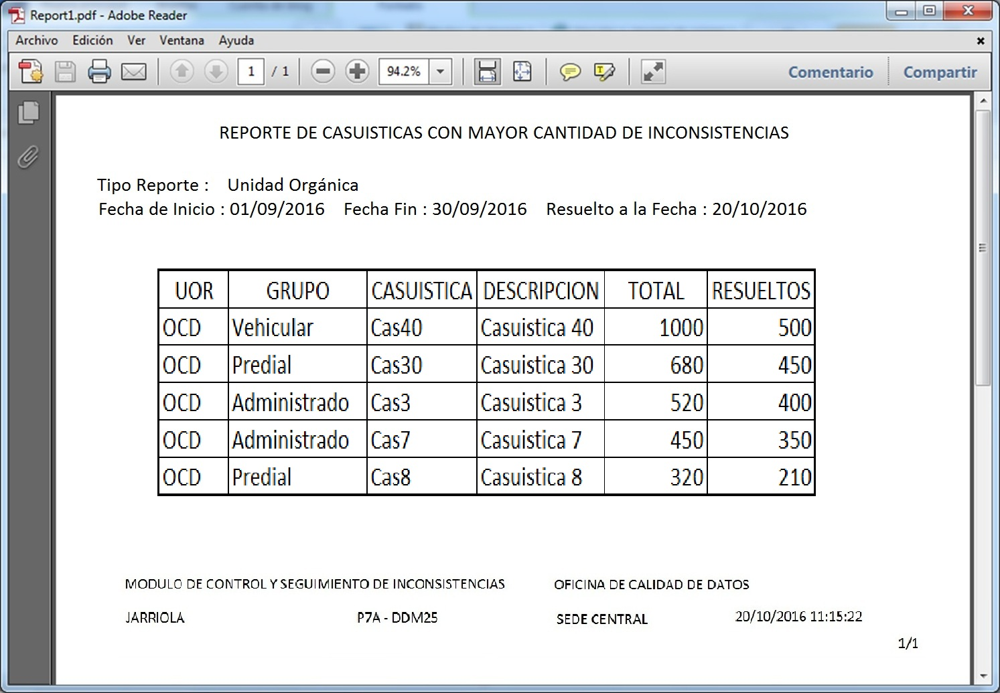 Report1.pdf - Adobe Reader
Archivo Edición Ver Ventana Ayuda
1 / 1 94.2% Comentario Compartir
REPORTE DE CASUISTICAS CON MAYOR CANTIDAD DE INCONSISTENCIAS
Tipo Reporte : Unidad Orgánica
Fecha de Inicio : 01/09/2016 Fecha Fin : 30/09/2016 Resuelto a la Fecha : 20/10/2016
UOR GRUPO CASUISTICA DESCRIPCION TOTAL RESUELTOS
OCD Vehicular Cas40 Casuistica 40 1000 500
OCD Predial Cas30 Casuistica 30 680 450
OCD Administrado Cas3 Casuistica 3 520 400
OCD Administrado Cas7 Casuistica 7 450 350
OCD Predial Cas8 Casuistica 8 320 210
MODULO DE CONTROL Y SEGUIMIENTO DE INCONSISTENCIAS OFICINA DE CALIDAD DE DATOS
JARRIOLA P7A - DDM25 SEDE CENTRAL 20/10/2016 11:15:22
1/1